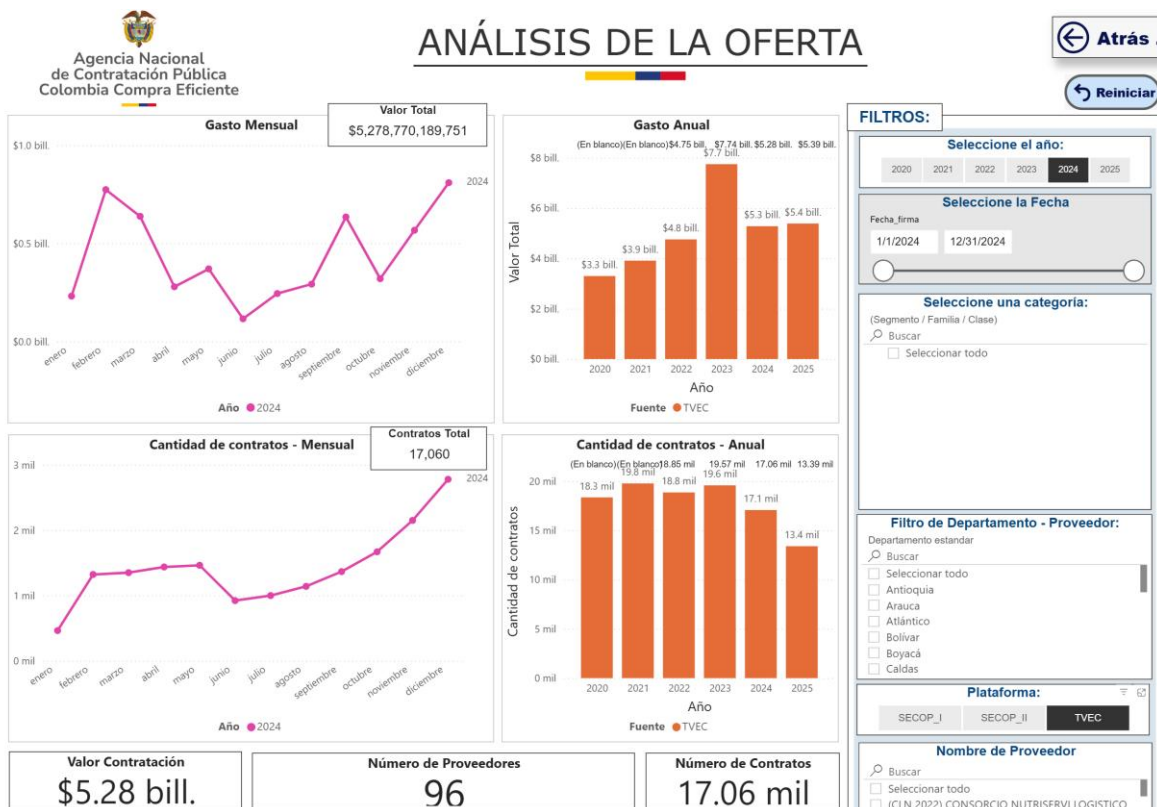 Agencia Nacional
de Contratación Pública
Colombia Compra Eficiente
ANÁLISIS DE LA OFERTA
Atrás
Reiniciar
Gasto Mensual
Valor Total
$5,278,770,189,751
$1.0 bill.
$0.5 bill.
$0.0 bill.
2024
enero
febrero
marzo
abril
mayo
junio
julio
agosto
septiembre
octubre
noviembre
diciembre
Año 2024
Gasto Anual
(En blanco)(En blanco)$4.75 bill. $7.74 bill. $5.28 bill. $5.39 bill.
Valor Total
$8 bill.
$6 bill.
$4 bill.
$2 bill.
$0 bill.
$3.3 bill.
$3.9 bill.
$4.8 bill.
$7.7 bill.
$5.3 bill.
$5.4 bill.
2020 2021 2022 2023 2024 2025
Año
Fuente TVEC
Cantidad de contratos - Mensual
Contratos Total
17,060
3 mil
2 mil
1 mil
0 mil
2024
enero
febrero
marzo
abril
mayo
junio
julio
agosto
septiembre
octubre
noviembre
diciembre
Año 2024
Cantidad de contratos - Anual
(En blanco)(En blanco)18.85 mil 19.57 mil 17.06 mil 13.39 mil
Cantidad de contratos
20 mil
15 mil
10 mil
5 mil
0 mil
18.3 mil
19.8 mil
18.8 mil
19.6 mil
17.1 mil
13.4 mil
2020 2021 2022 2023 2024 2025
Año
Fuente TVEC
Valor Contratación
$5.28 bill.
Número de Proveedores
96
Número de Contratos
17.06 mil
FILTROS:
Seleccione el año:
2020 2021 2022 2023 2024 2025
Seleccione la Fecha
Fecha_firma
1/1/2024 12/31/2024
Seleccione una categoría:
(Segmento / Familia / Clase)
Buscar
Seleccionar todo
Filtro de Departamento - Proveedor:
Departamento estandar
Buscar
Seleccionar todo
Antioquia
Arauca
Atlántico
Bolívar
Boyacá
Caldas
Plataforma:
SECOP_I SECOP_II TVEC
Nombre de Proveedor
Buscar
Seleccionar todo
(CLN 2022) CONSORCIO NUTRISERVI LOGISTICO